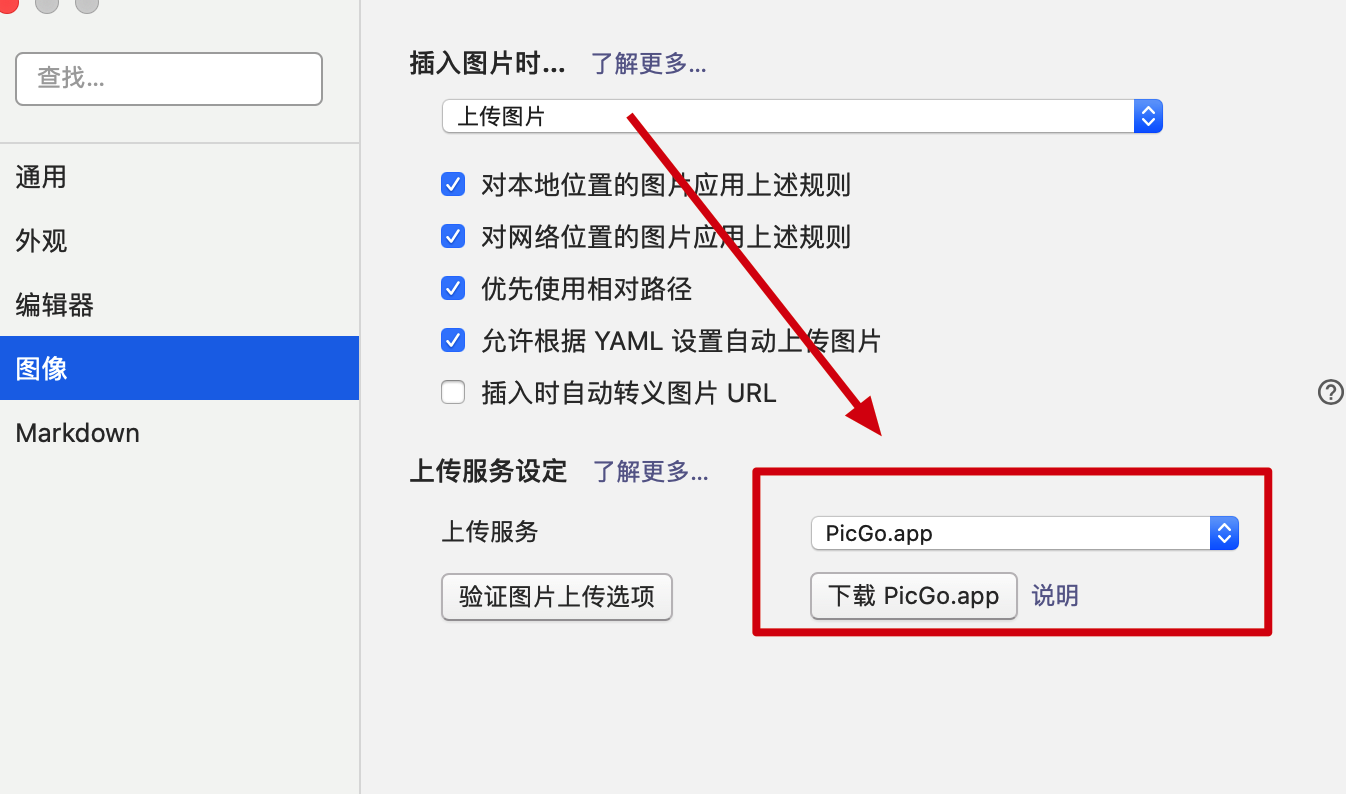 查找...
通用
外观
编辑器
图像
Markdown
插入图片时... 了解更多...
上传图片
对本地位置的图片应用上述规则
对网络位置的图片应用上述规则
优先使用相对路径
允许根据 YAML 设置自动上传图片
插入时自动转义图片 URL
?
上传服务设定 了解更多...
上传服务 PicGo.app
验证图片上传选项 下载 PicGo.app 说明